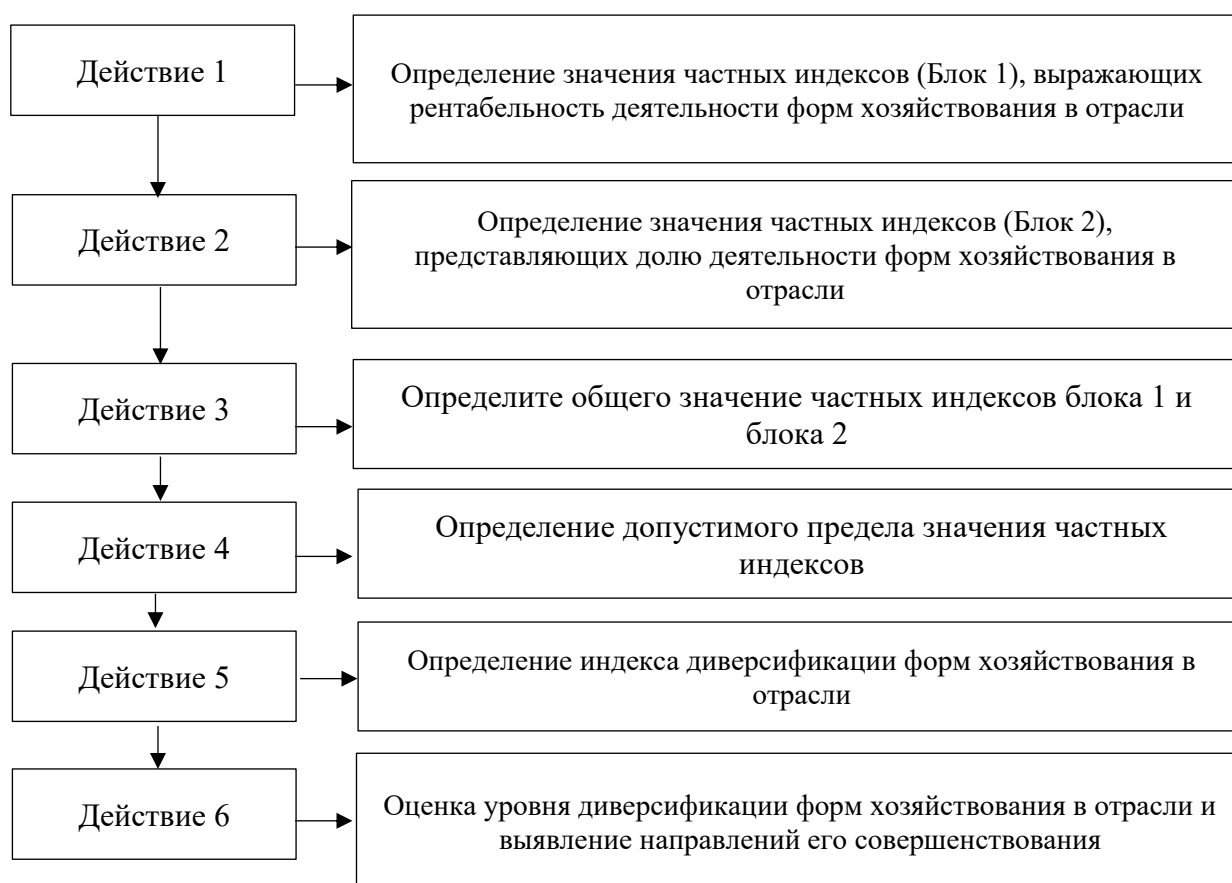 Действие 1
Определение значения частных индексов (Блок 1), выражающих
рентабельность деятельности форм хозяйствования в отрасли
Действие 2
Определение значения частных индексов (Блок 2),
представляющих долю деятельности форм хозяйствования в
отрасли
Действие 3
Определите общего значение частных индексов блока 1 и
блока 2
Действие 4
Определение допустимого предела значения частных
индексов
Действие 5
Определение индекса диверсификации форм хозяйствования в
отрасли
Действие 6
Оценка уровня диверсификации форм хозяйствования в отрасли и
выявление направлений его совершенствования